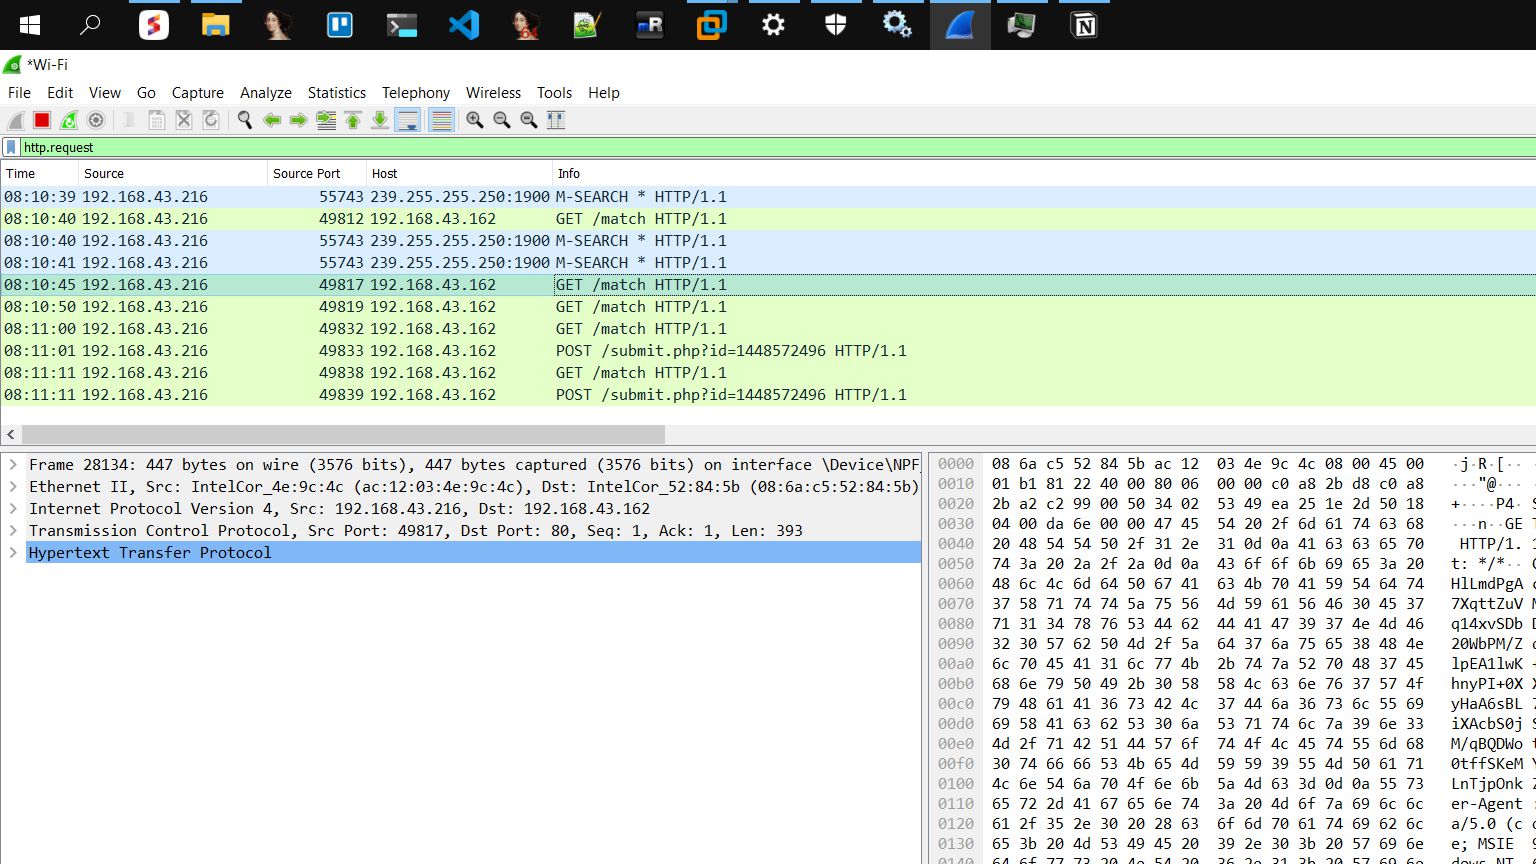 *Wi-Fi
File Edit View Go Capture Analyze Statistics Telephony Wireless Tools Help
http.request
Time Source Source Port Host Info
08:10:39 192.168.43.216 55743 239.255.255.250:1900 M-SEARCH * HTTP/1.1
08:10:40 192.168.43.216 49812 192.168.43.162 GET /match HTTP/1.1
08:10:40 192.168.43.216 55743 239.255.255.250:1900 M-SEARCH * HTTP/1.1
08:10:41 192.168.43.216 55743 239.255.255.250:1900 M-SEARCH * HTTP/1.1
08:10:45 192.168.43.216 49817 192.168.43.162 GET /match HTTP/1.1
08:10:50 192.168.43.216 49819 192.168.43.162 GET /match HTTP/1.1
08:11:00 192.168.43.216 49832 192.168.43.162 GET /match HTTP/1.1
08:11:01 192.168.43.216 49833 192.168.43.162 POST /submit.php?id=1448572496 HTTP/1.1
08:11:11 192.168.43.216 49838 192.168.43.162 GET /match HTTP/1.1
08:11:11 192.168.43.216 49839 192.168.43.162 POST /submit.php?id=1448572496 HTTP/1.1
Frame 28134: 447 bytes on wire (3576 bits), 447 bytes captured (3576 bits) on interface \Device\NPF_
Ethernet II, Src: IntelCor_4e:9c:4c (ac:12:03:4e:9c:4c), Dst: IntelCor_52:84:5b (08:6a:c5:52:84:5b)
Internet Protocol Version 4, Src: 192.168.43.216, Dst: 192.168.43.162
Transmission Control Protocol, Src Port: 49817, Dst Port: 80, Seq: 1, Ack: 1, Len: 393
Hypertext Transfer Protocol
0000 08 6a c5 52 84 5b ac 12 03 4e 9c 4c 08 00 45 00 ·j·R·[··
0010 01 b1 81 22 40 00 80 06 00 00 c0 a8 2b d8 c0 a8 ···"@···
0020 2b a2 c2 99 00 50 34 02 53 49 ea 25 1e 2d 50 18 +····P4· S
0030 04 00 da 6e 00 00 47 45 54 20 2f 6d 61 74 63 68 ···n··GE T
0040 20 48 54 54 50 2f 31 2e 31 0d 0a 41 63 63 65 70 HTTP/1. 1
0050 74 3a 20 2a 2f 2a 0d 0a 43 6f 6f 6b 69 65 3a 20 t: */*·· C
0060 48 6c 4c 6d 64 50 67 41 63 4b 70 41 59 54 64 74 HlLmdPgA c
0070 37 58 71 74 74 5a 75 56 4d 59 61 56 46 30 45 37 7XqttZuV M
0080 71 31 34 78 76 53 44 62 44 41 47 39 37 4e 4d 46 q14xvSDb D
0090 32 30 57 62 50 4d 2f 5a 64 37 6a 75 65 38 48 4e 20WbPM/Z d
00a0 6c 70 45 41 31 6c 77 4b 2b 74 7a 52 70 48 37 45 lpEA1lwK +
00b0 68 6e 79 50 49 2b 30 58 58 4c 63 6e 76 37 57 4f hnyPI+0X X
00c0 79 48 61 41 36 73 42 4c 37 44 6a 36 73 6c 55 69 yHaA6sBL 7
00d0 69 58 41 63 62 53 30 6a 53 71 74 6c 7a 39 6e 33 iXAcbS0j S
00e0 4d 2f 71 42 51 44 57 6f 74 4f 4c 45 74 55 6d 68 M/qBQDWo t
00f0 30 74 66 66 53 4b 65 4d 59 59 39 55 4d 50 61 71 0tffSKeM Y
0100 4c 6e 54 6a 70 4f 6e 6b 5a 4d 63 3d 0d 0a 55 73 LnTjpOnk Z
0110 65 72 2d 41 67 65 6e 74 3a 20 4d 6f 7a 69 6c 6c er-Agent :
0120 61 2f 35 2e 30 20 28 63 6f 6d 70 61 74 69 62 6c a/5.0 (c o
0130 65 3b 20 4d 53 49 45 20 39 2e 30 3b 20 57 69 6e e; MSIE 9
0140 64 6f 77 73 20 4e 54 20 36 2e 31 3b 20 57 69 6e dows NT 6